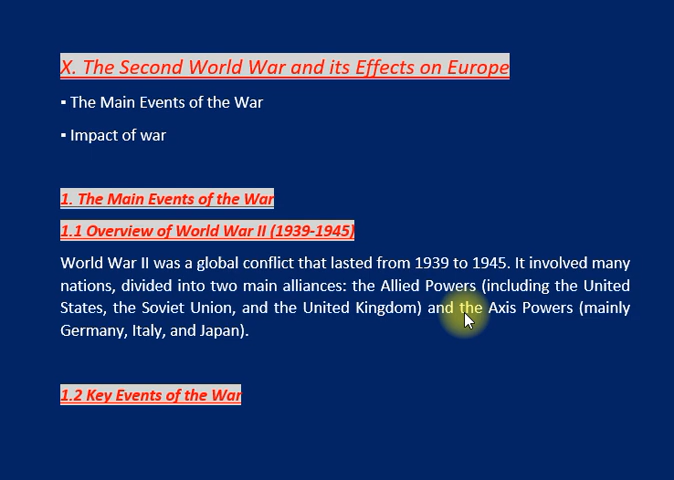 X. The Second World War and its Effects on Europe
▪ The Main Events of the War
▪ Impact of war
1. The Main Events of the War
1.1 Overview of World War II (1939-1945)
World War II was a global conflict that lasted from 1939 to 1945. It involved many
nations, divided into two main alliances: the Allied Powers (including the United
States, the Soviet Union, and the United Kingdom) and the Axis Powers (mainly
Germany, Italy, and Japan).
1.2 Key Events of the War